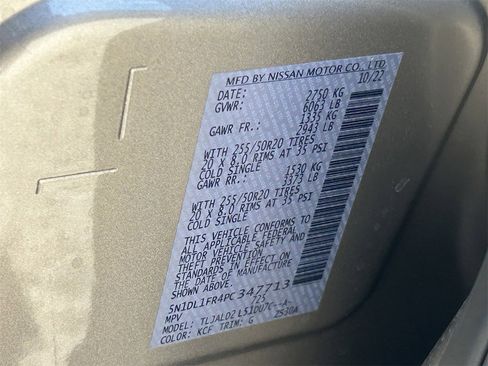 MFD BY NISSAN MOTOR CO., LTD
DATE: 10/22
GVWR: 2750 KG
6063 LB
GAWR FR.: 1335 KG
2943 LB
WITH 255/50R20 TIRES
20 X 8.0 RIMS AT 35 PSI
COLD SINGLE
GAWR RR.: 1530 KG
3373 LB
WITH 255/50R20 TIRES
20 X 8.0 RIMS AT 35 PSI
COLD SINGLE
THIS VEHICLE CONFORMS TO
ALL APPLICABLE FEDERAL
MOTOR VEHICLE SAFETY AND
THEFT PREVENTION
STANDARDS IN EFFECT ON
THE DATE OF MANUFACTURE
5N1DL1FR4PC347713
MPV 725
MODEL: TLJALD2 L51DU7C--A-
COLOR: KCF TRIM: G 2530A